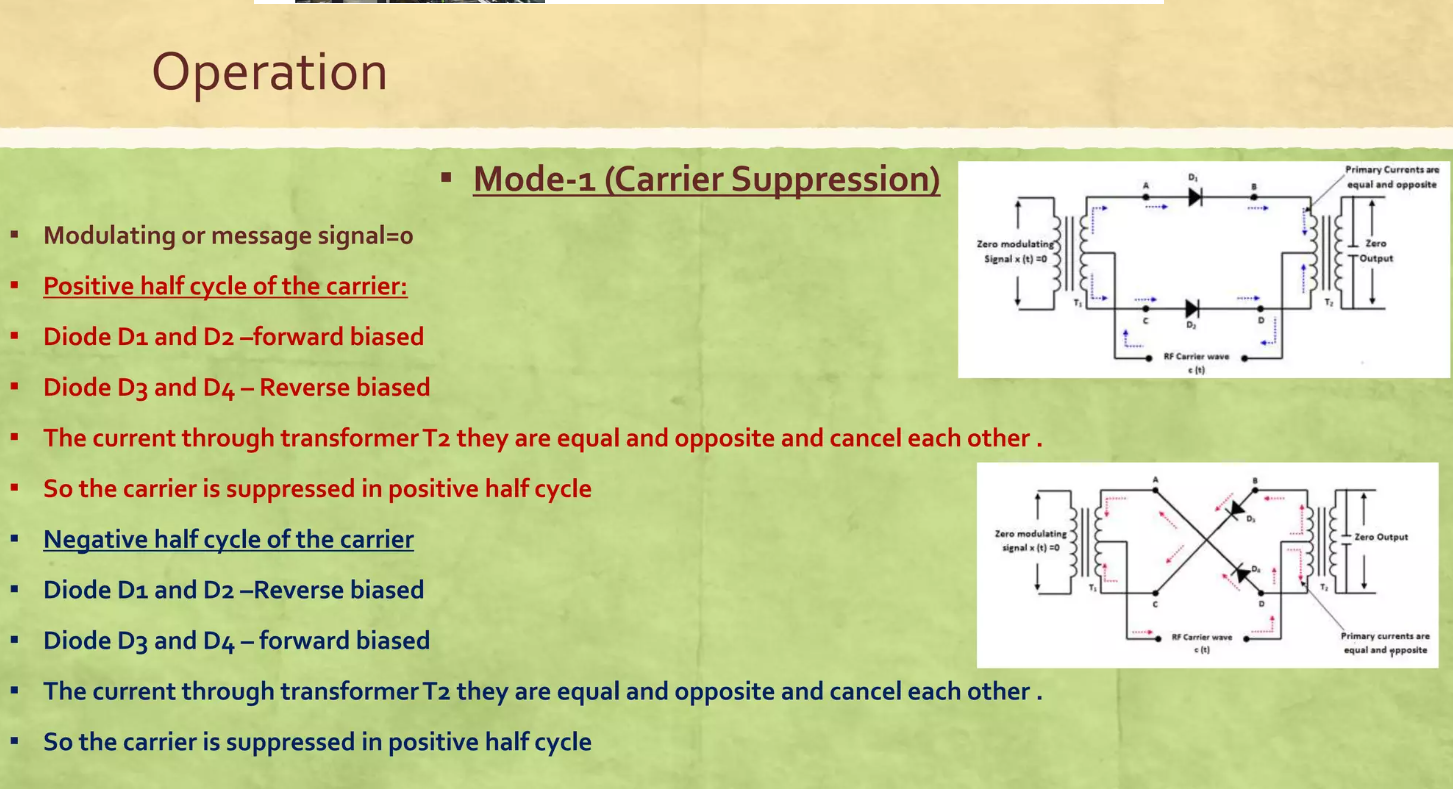 Operation
Mode-1 (Carrier Suppression)
Modulating or message signal=0
Positive half cycle of the carrier:
Diode D1 and D2 –forward biased
Diode D3 and D4 – Reverse biased
The current through transformer T2 they are equal and opposite and cancel each other .
So the carrier is suppressed in positive half cycle
Negative half cycle of the carrier
Diode D1 and D2 –Reverse biased
Diode D3 and D4 – forward biased
The current through transformer T2 they are equal and opposite and cancel each other .
So the carrier is suppressed in positive half cycle
Primary Currents are
equal and opposite
A
D₁
B
Zero modulating
Signal x (t) =0
Zero
Output
T₁
T₂
C
D₂
D
RF Carrier wave
c (t)
A
B
D₃
Zero modulating
signal x (t) =0
Zero Output
T₁
T₂
C
D
RF Carrier wave
c (t)
Primary currents are
equal and opposite